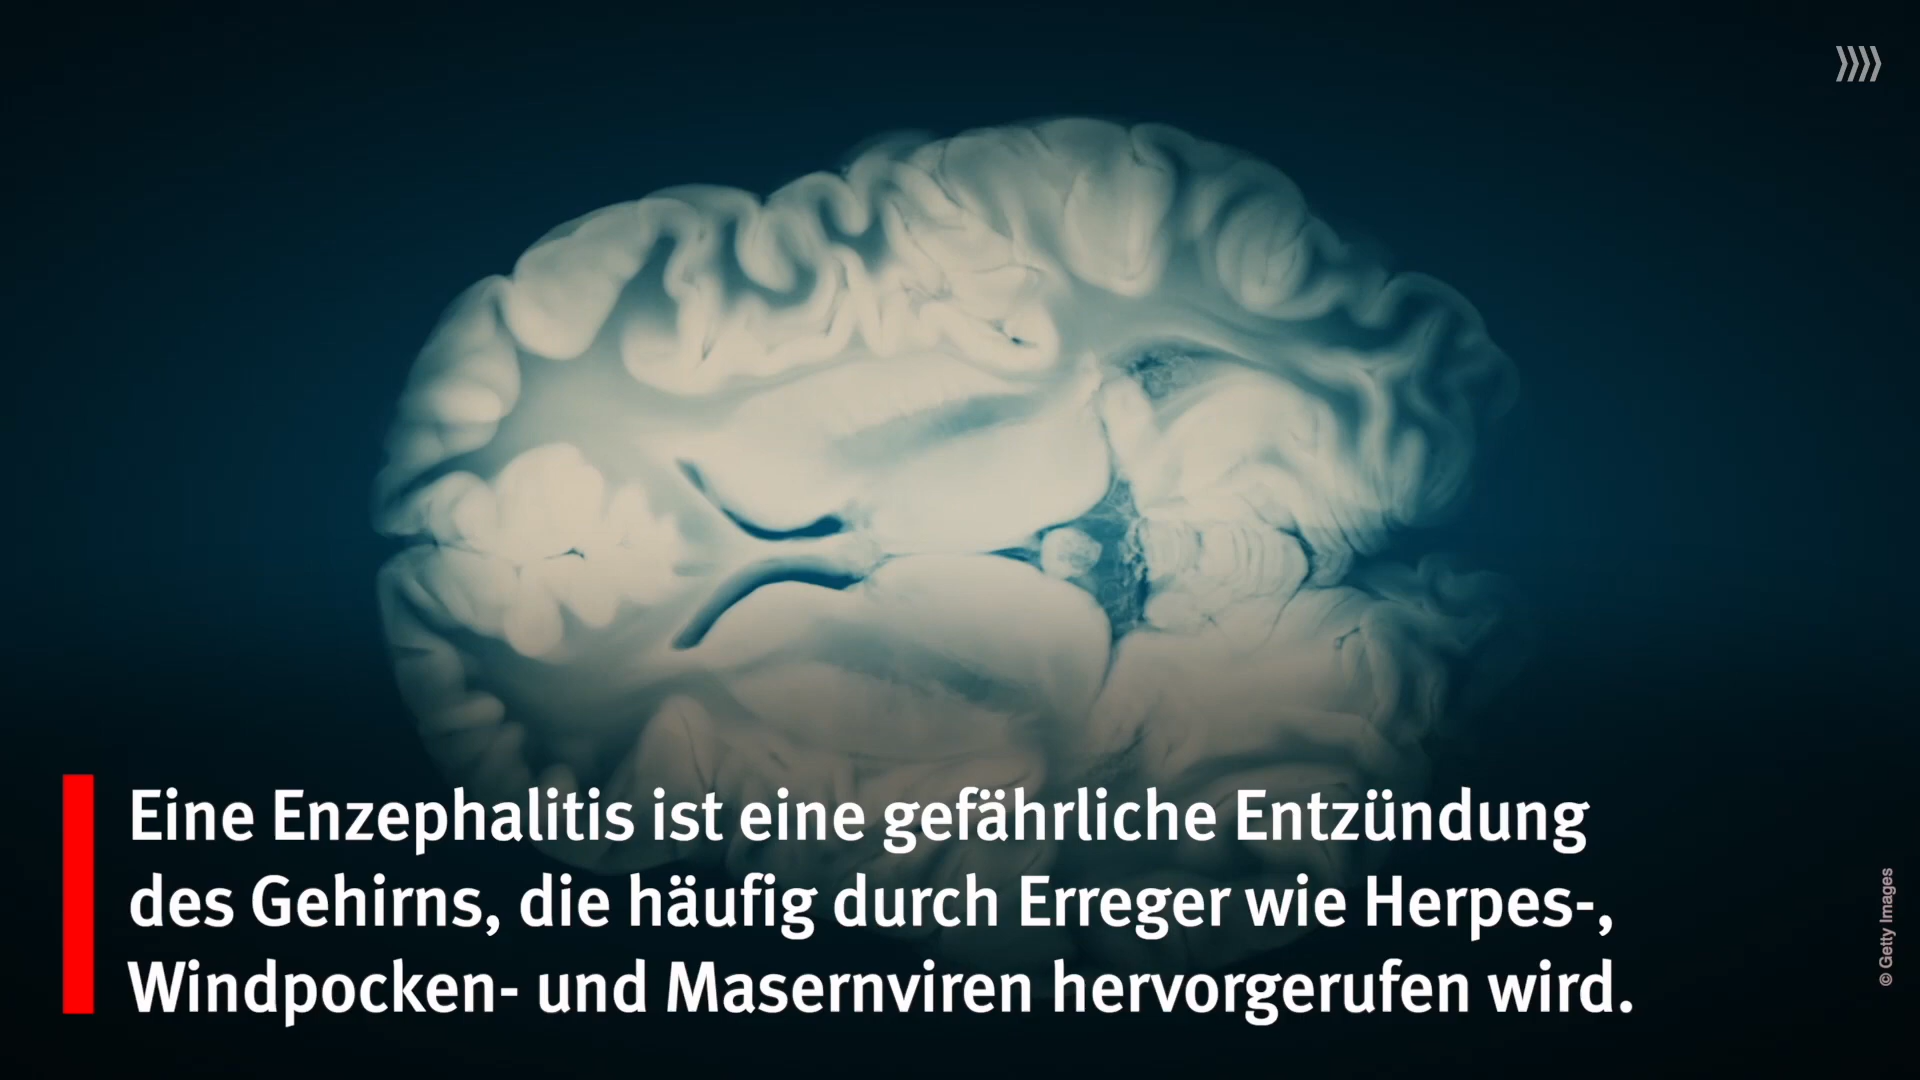 Eine Enzephalitis ist eine gefährliche Entzündung
des Gehirns, die häufig durch Erreger wie Herpes-,
Windpocken- und Masernviren hervorgerufen wird.
© Getty Images